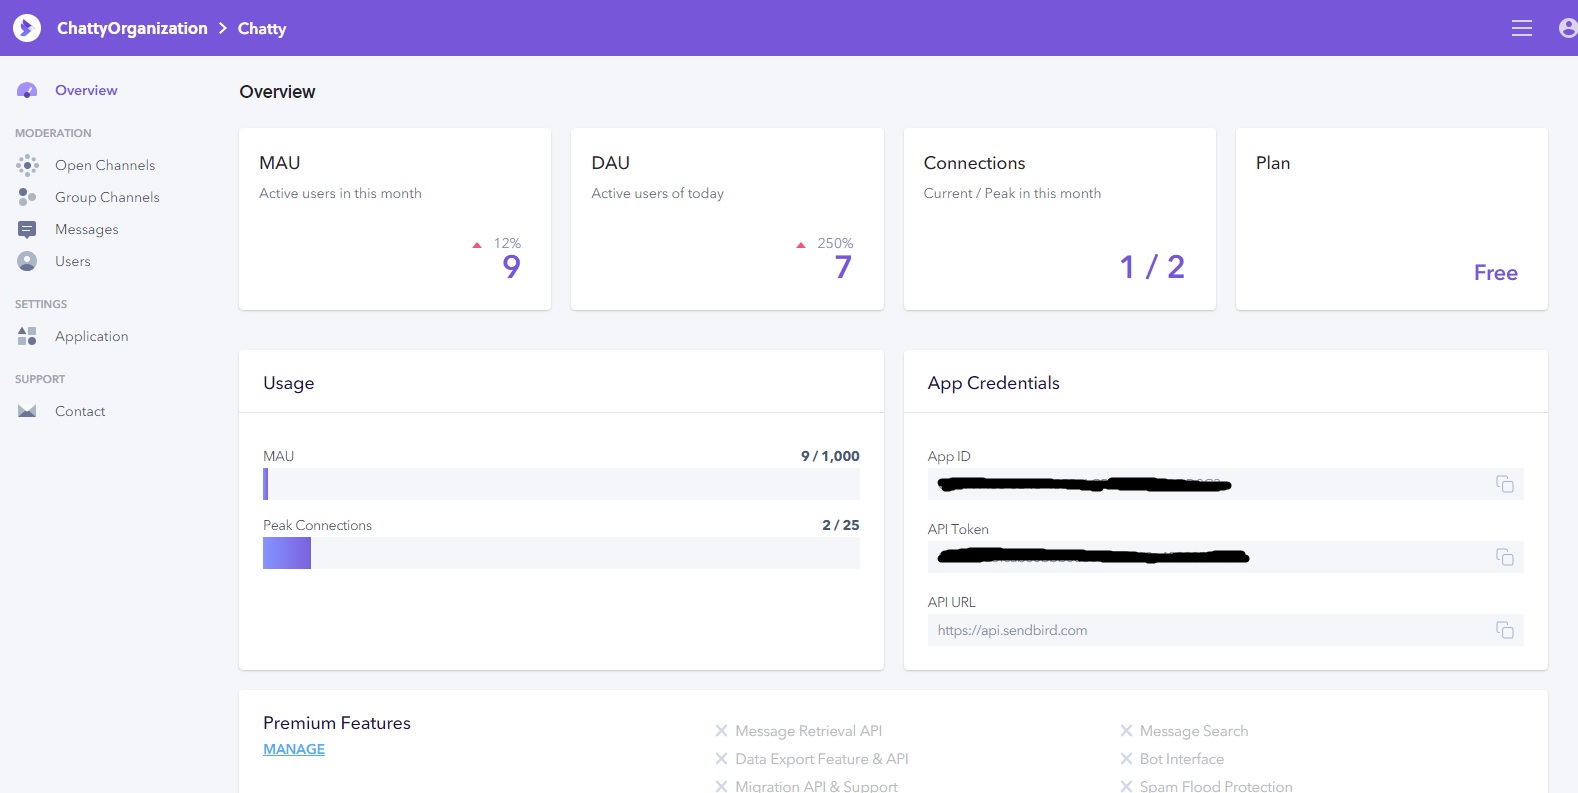 ChattyOrganization > Chatty
Overview
MODERATION
Open Channels
Group Channels
Messages
Users
SETTINGS
Application
SUPPORT
Contact
Overview
MAU
Active users in this month
12%
9
DAU
Active users of today
250%
7
Connections
Current / Peak in this month
1 / 2
Plan
Free
Usage
MAU 9 / 1,000
Peak Connections 2 / 25
App Credentials
App ID
API Token
API URL
https://api.sendbird.com
Premium Features
MANAGE
Message Retrieval API
Data Export Feature & API
Migration API & Support
Message Search
Bot Interface
Spam Flood Protection